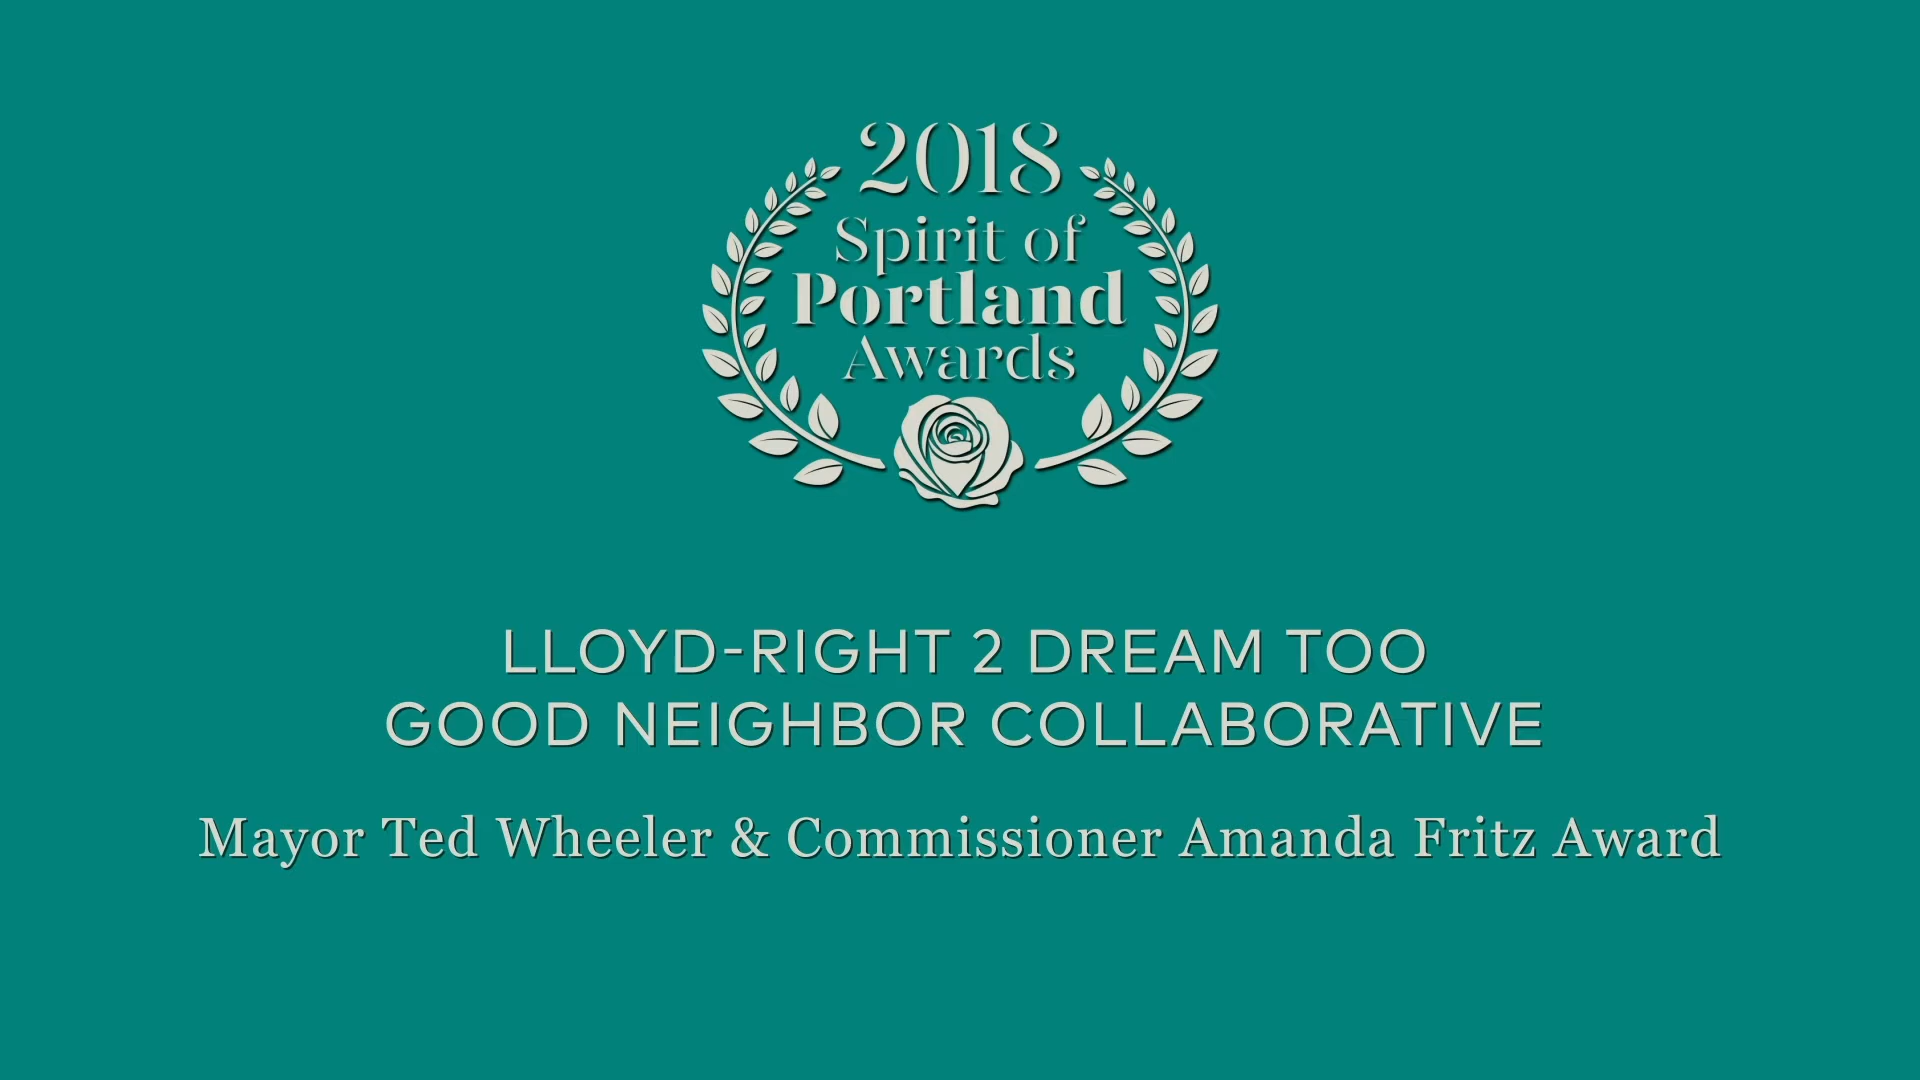 2018
Spirit of
Portland
Awards
LLOYD-RIGHT 2 DREAM TOO
GOOD NEIGHBOR COLLABORATIVE
Mayor Ted Wheeler & Commissioner Amanda Fritz Award